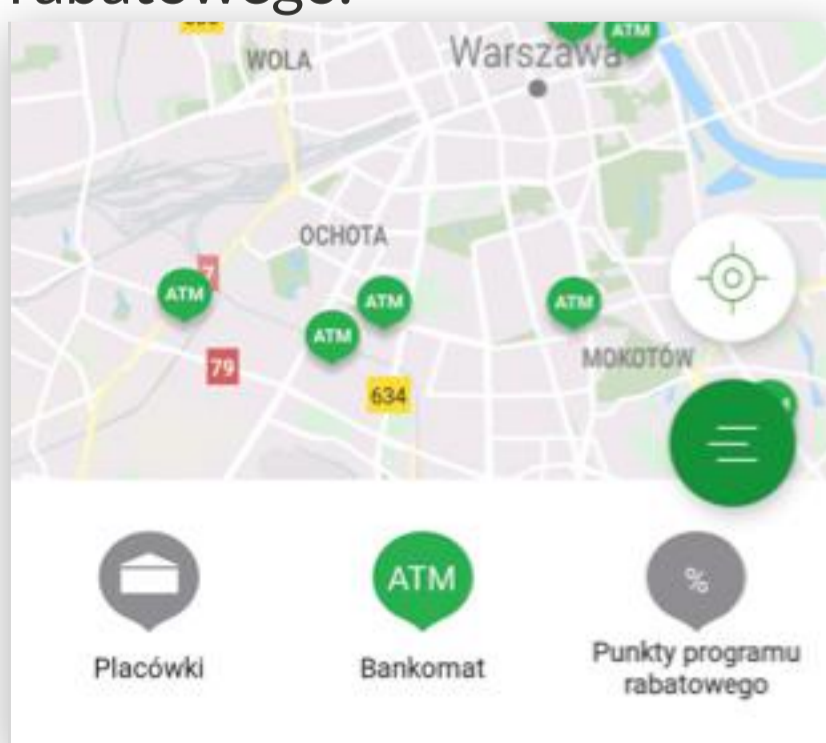 rabatowego.
ATM
WOLA
Warszawa
OCHOTA
7
ATM
ATM
ATM
ATM
79
MOKOTÓW
634
ATM
%
Placówki
Bankomat
Punkty programu
rabatowego